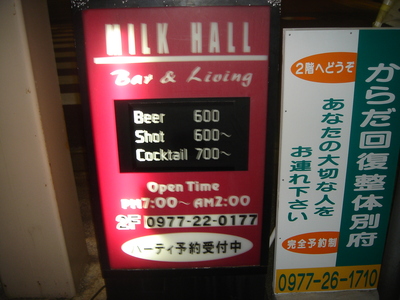 MILK HALL
Bar & Living
Beer 600
Shot 600〜
Cocktail 700〜
Open Time
PM7:00〜 AM2:00
2F 0977-22-0177
パーティ予約受付中
2階へどうぞ
からだ回復整体別府
あなたの大切な人を
お連れ下さい
完全予約制
0977-26-1710